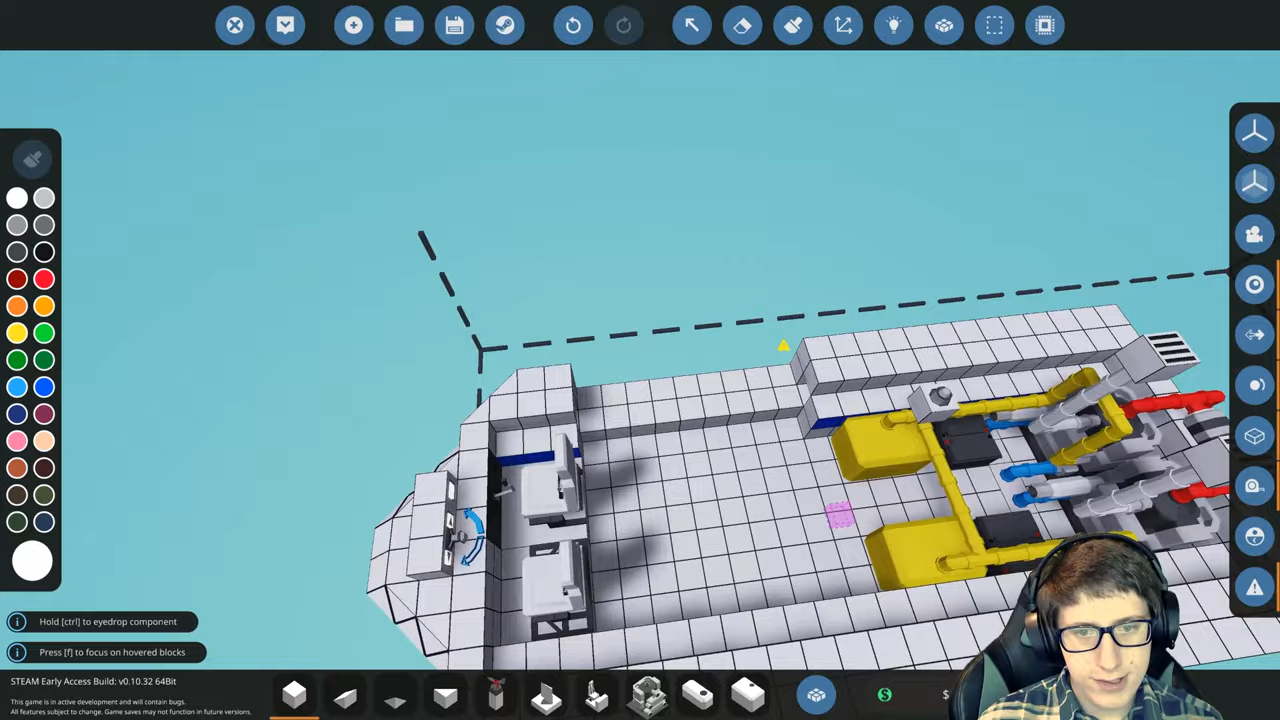 Hold [ctrl] to eyedrop component
Press [f] to focus on hovered blocks
STEAM Early Access Build: v0.10.32 64Bit
This game is in active development and will contain bugs.
All features subject to change. Game saves may not function in future versions.
$
$